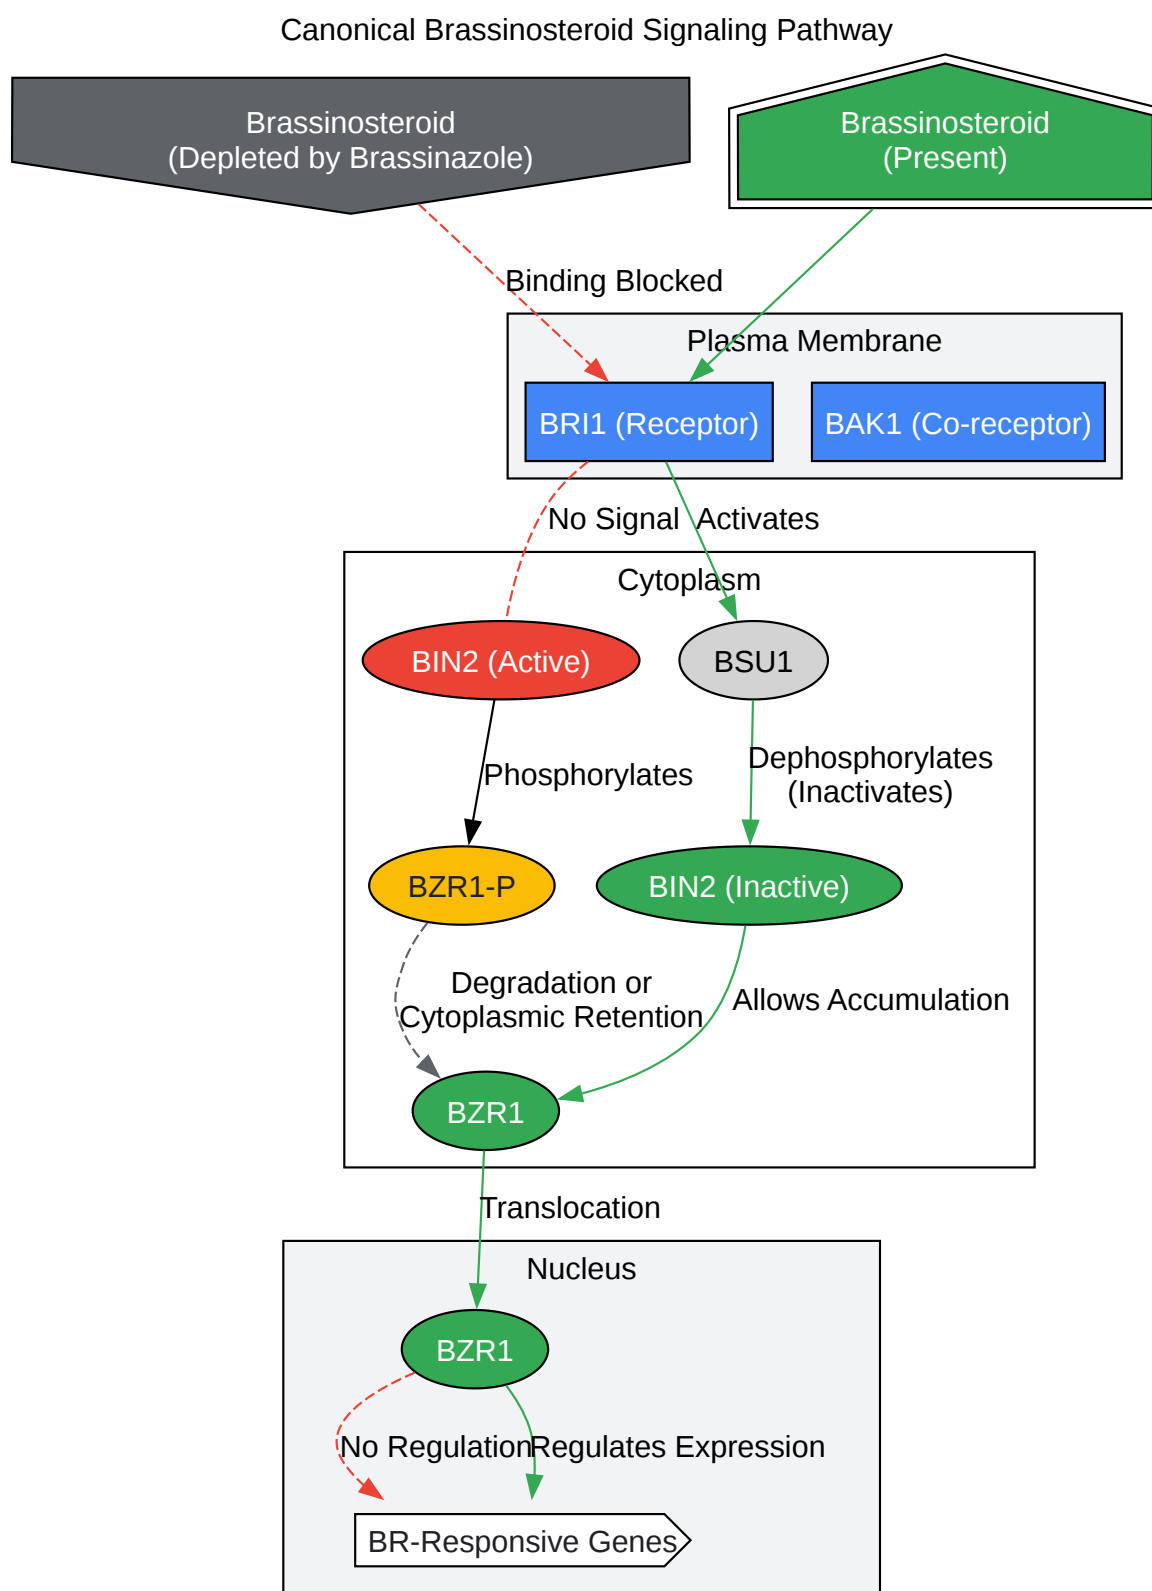 Canonical Brassinosteroid Signaling Pathway
Brassinosteroid
(Depleted by Brassinazole)
Brassinosteroid
(Present)
Binding Blocked
Plasma Membrane
BRI1 (Receptor)
BAK1 (Co-receptor)
No Signal
Activates
Cytoplasm
BIN2 (Active)
BSU1
Phosphorylates
Dephosphorylates
(Inactivates)
BZR1-P
BIN2 (Inactive)
Degradation or
Cytoplasmic Retention
Allows Accumulation
BZR1
Translocation
Nucleus
BZR1
No Regulation
Regulates Expression
BR-Responsive Genes